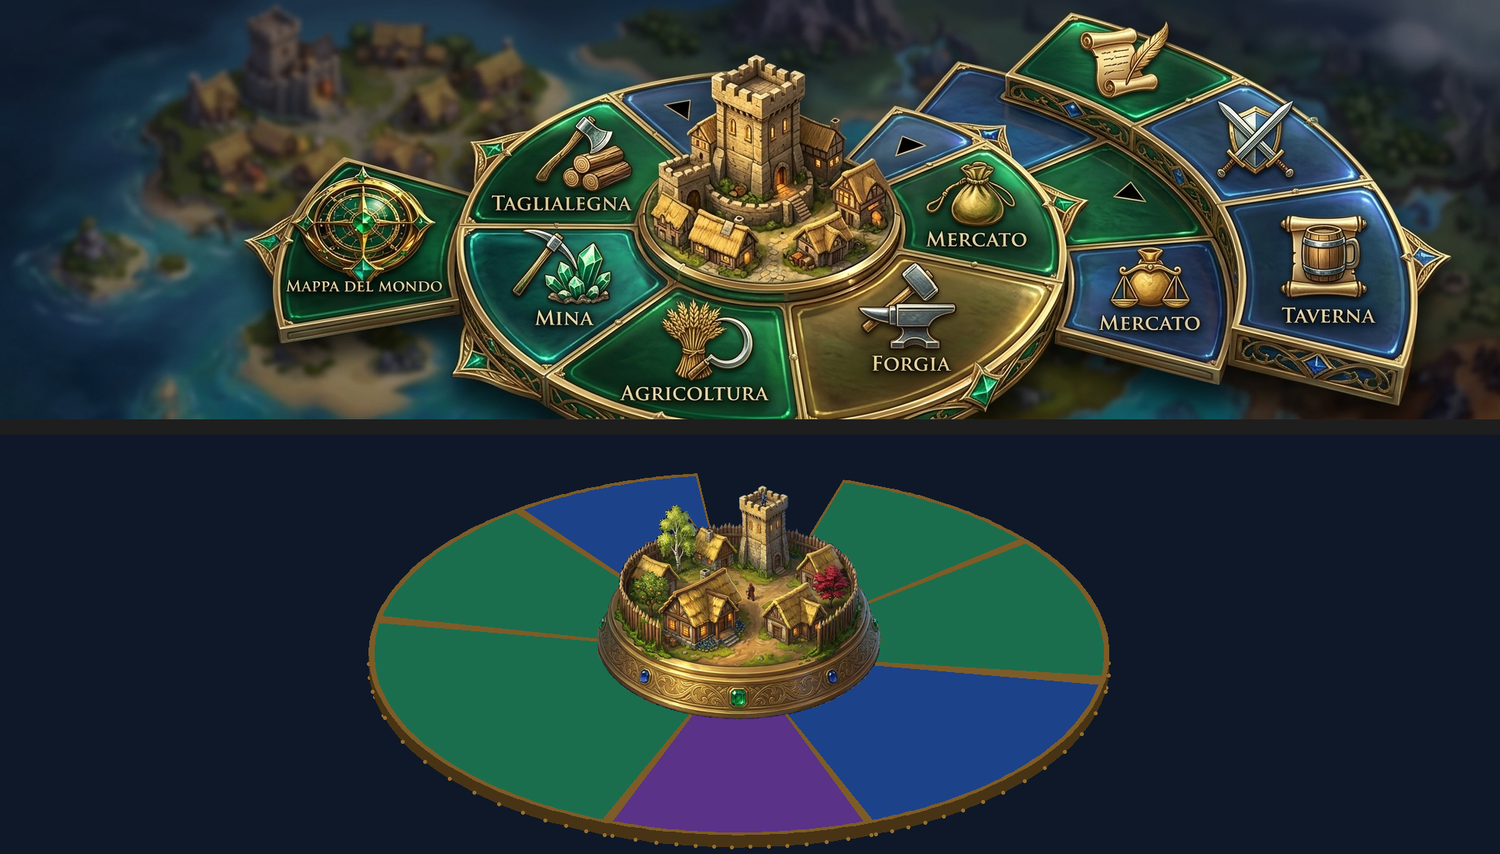 TAGLIALEGNA
MERCATO
MAPPA DEL MONDO
MINA
MERCATO
TAVERNA
FORGIA
AGRICOLTURA